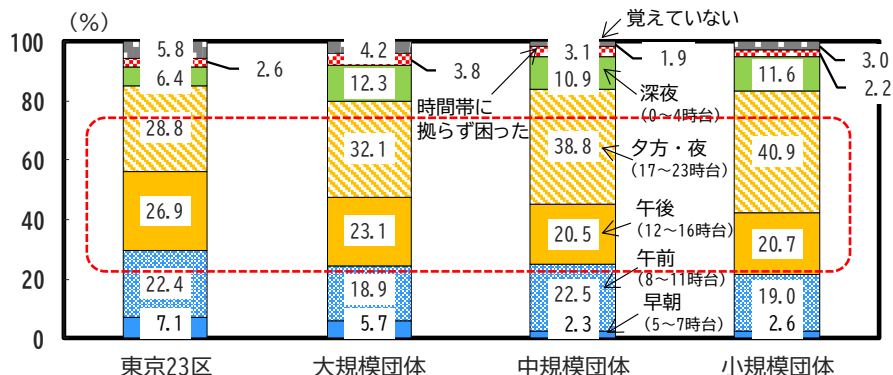 (%)
100
80
60
40
20
0
5.8
2.6
6.4
28.8
26.9
22.4
7.1
4.2
3.8
12.3
32.1
23.1
18.9
5.7
3.1
1.9
10.9
38.8
20.5
22.5
2.3
3.0
2.2
11.6
40.9
20.7
19.0
2.6
覚えていない
時間帯に
拠らず困った
深夜
(0～4時台)
夕方・夜
(17～23時台)
午後
(12～16時台)
午前
(8～11時台)
早朝
(5～7時台)
東京23区
大規模団体
中規模団体
小規模団体